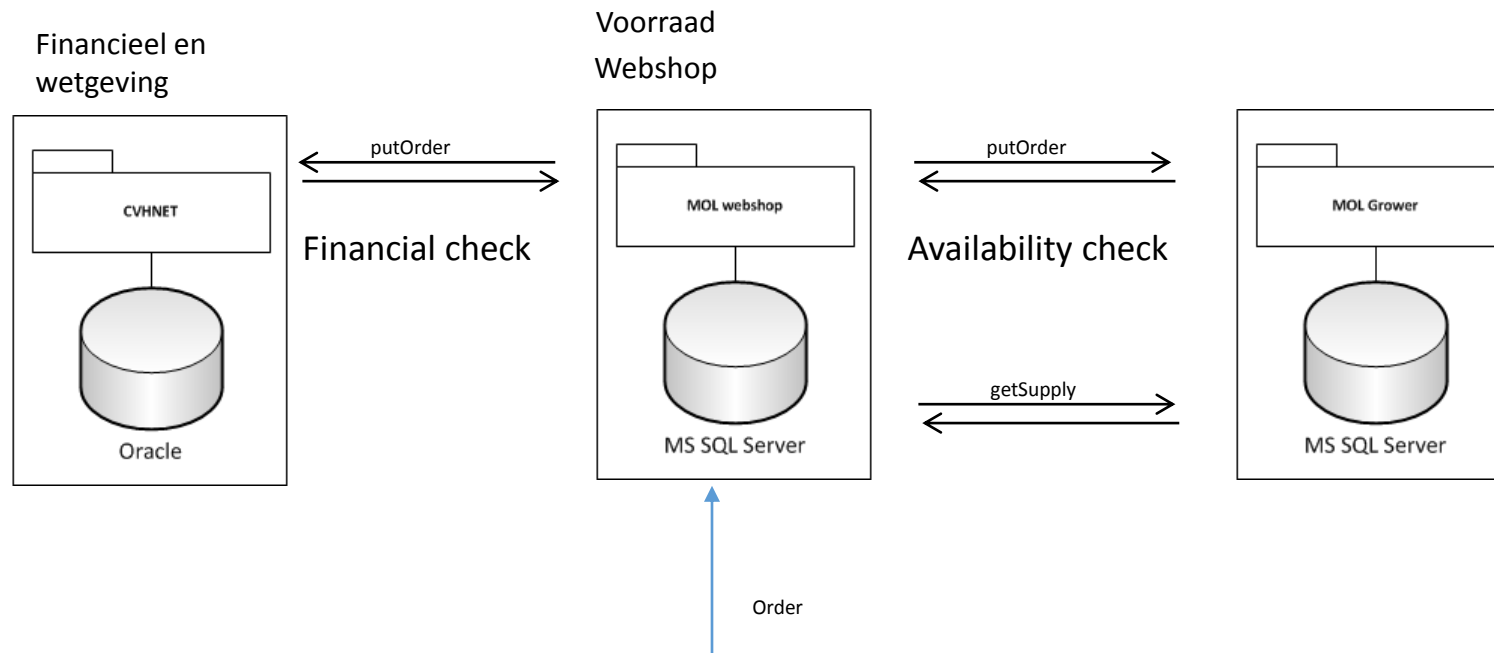 Financieel en
wetgeving
Voorraad
Webshop
CVHNET
Oracle
putOrder
Financial check
MOL webshop
MS SQL Server
putOrder
Availability check
getSupply
MOL Grower
MS SQL Server
Order